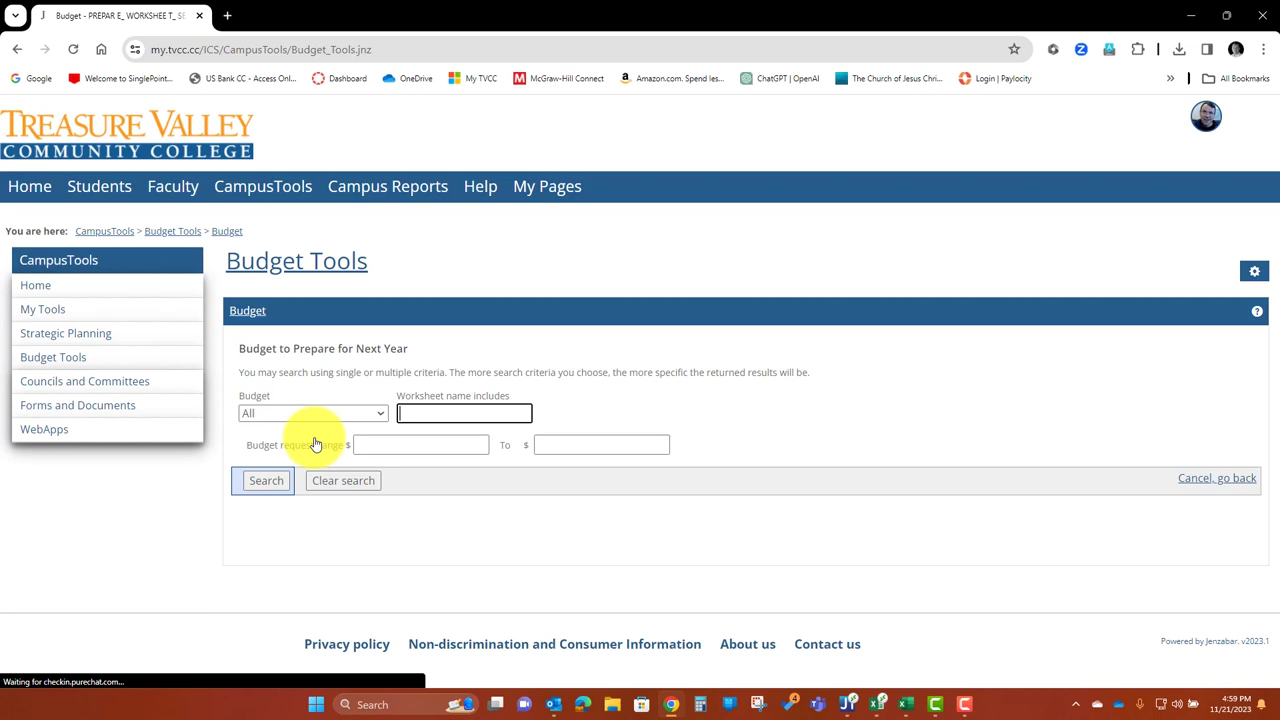 Budget - PREPAR E_ WORKSHEE T_ SE
my.tvcc.cc/ICS/CampusTools/Budget_Tools.jnz
Google
Welcome to SinglePoint...
US Bank CC - Access Onl...
Dashboard
OneDrive
My TVCC
McGraw-Hill Connect
Amazon.com. Spend les...
ChatGPT | OpenAI
The Church of Jesus Chri...
Login | Paylocity
All Bookmarks
TREASURE VALLEY
COMMUNITY COLLEGE
Home Students Faculty CampusTools Campus Reports Help My Pages
You are here: CampusTools > Budget Tools > Budget
CampusTools
Home
My Tools
Strategic Planning
Budget Tools
Councils and Committees
Forms and Documents
WebApps
Budget Tools
Budget
Budget to Prepare for Next Year
You may search using single or multiple criteria. The more search criteria you choose, the more specific the returned results will be.
Budget Worksheet name includes
All
Budget request range $ To $
Search Clear search Cancel, go back
Privacy policy Non-discrimination and Consumer Information About us Contact us
Powered by Jenzabar. v2023.1
Waiting for checkin.purechat.com...
Search
4:59 PM
11/21/2023